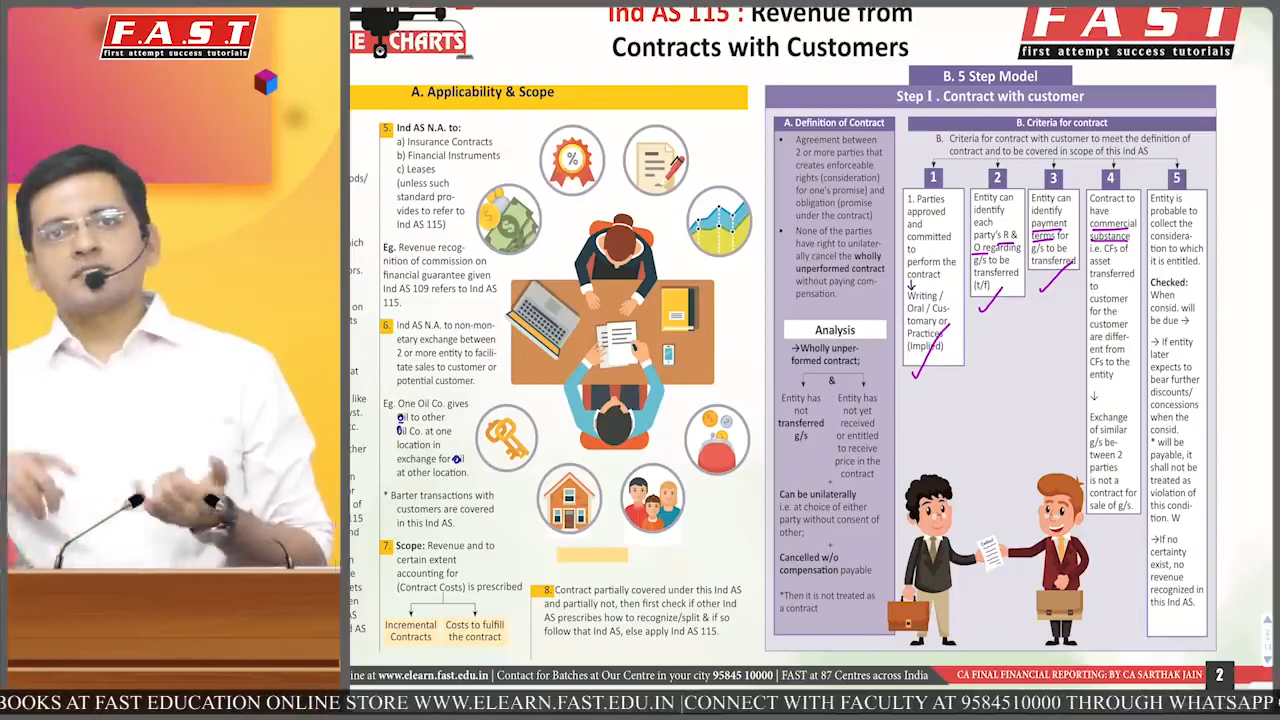 F.A.S.T
first attempt success tutorials
CHARTS
Ind AS 115 : Revenue from
Contracts with Customers
FAST
first attempt success tutorials
A. Applicability & Scope
5. Ind AS N.A. to:
a) Insurance Contracts
b) Financial Instruments
c) Leases
(unless such
standard pro-
vides to refer to
Ind AS 115)
Eg. Revenue recog-
nition of commission on
financial guarantee given
Ind AS 109 refers to Ind AS
115.
6. Ind AS N.A. to non-mon-
etary exchange between
2 or more entity to facili-
tate sales to customer or
potential customer.
Eg. One Oil Co. gives
oil to other
Oil Co. at one
location in
exchange for oil
at other location.
* Barter transactions with
customers are covered
in this Ind AS.
7. Scope: Revenue and to
certain extent
accounting for
(Contract Costs) is prescribed
Incremental
Contracts
Costs to fulfill
the contract
%
8. Contract partially covered under this Ind AS
and partially not, then first check if other Ind
AS prescribes how to recognize/split & if so
follow that Ind AS, else apply Ind AS 115.
B. 5 Step Model
Step I . Contract with customer
A. Definition of Contract
• Agreement between
2 or more parties that
creates enforceable
rights (consideration)
for one's promise) and
obligation (promise
under the contract)
• None of the parties
have right to unilater-
ally cancel the wholly
unperformed contract
without paying com-
pensation.
Analysis
→Wholly unper-
formed contract;
&
Entity has
not
transferred
g/s
Entity has
not yet
received
or entitled
to receive
price in the
contract
+
Can be unilaterally
i.e. at choice of either
party without consent of
other;
+
Cancelled w/o
compensation payable
*Then it is not treated as
a contract
B. Criteria for contract
B. Criteria for contract with customer to meet the definition of
contract and to be covered in scope of this Ind AS
1
1. Parties
approved
and
committed
to
perform the
contract
↓
Writing /
Oral / Cus-
tomary or
Practices
(Implied)
2
Entity can
identify
each
party's R &
O regarding
g/s to be
transferred
(t/f)
3
Entity can
identify
payment
terms for
g/s to be
transferred
4
Contract to
have
commercial
substance
i.e. CFs of
asset
transferred
to
customer
for the
customer
are differ-
ent from
CFs to the
entity
↓
Exchange
of similar
g/s be-
tween 2
parties
is not a
contract for
sale of g/s.
5
Entity is
probable to
collect the
considera-
tion to which
it is entitled.
Checked:
When
consid. will
be due →
→ If entity
later
expects to
bear further
discounts/
concessions
when the
consid.
* will be
payable, it
shall not be
treated as
violation of
this condi-
tion. W
→If no
certainty
exist, no
revenue
recognized in
this Ind AS.
ine at www.elearn.fast.edu.in | Contact for Batches at Our Centre in your city 95845 10000 | FAST at 87 Centres across India
CA FINAL FINANCIAL REPORTING: BY CA SARTHAK JAIN
2
BOOKS AT FAST EDUCATION ONLINE STORE WWW.ELEARN.FAST.EDU.IN |CONNECT WITH FACULTY AT 9584510000 THROUGH WHATSAPP